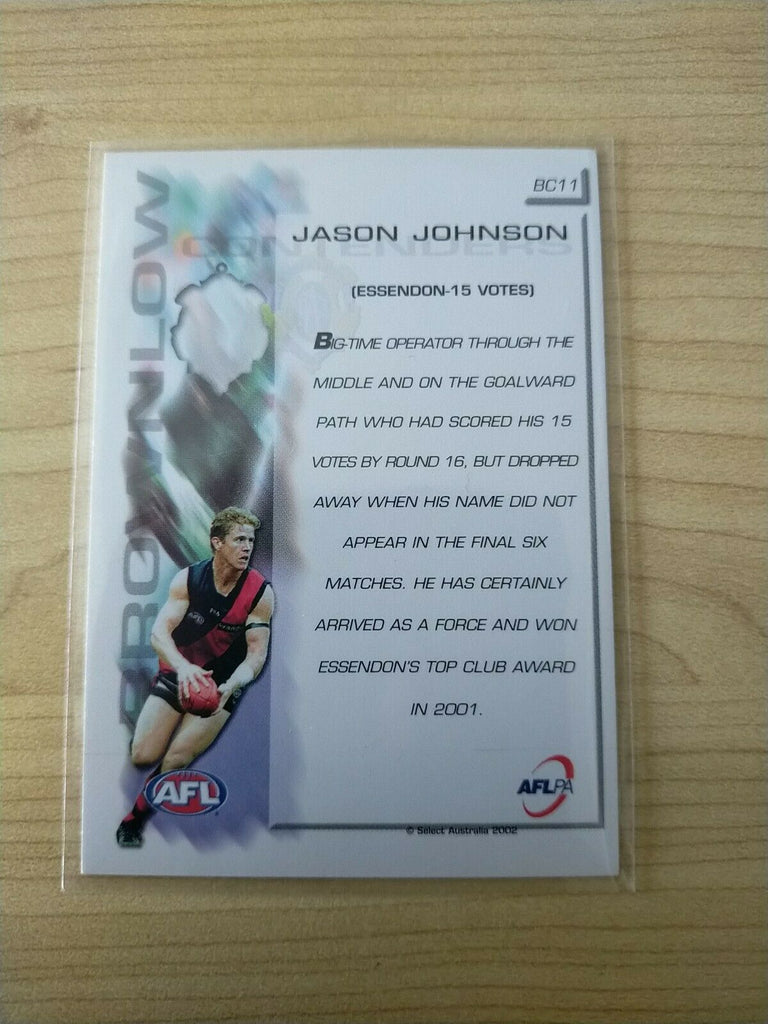 BC11
BROWNLOW
CONTENDERS
JASON JOHNSON
(ESSENDON-15 VOTES)
BIG-TIME OPERATOR THROUGH THE
MIDDLE AND ON THE GOALWARD
PATH WHO HAD SCORED HIS 15
VOTES BY ROUND 16, BUT DROPPED
AWAY WHEN HIS NAME DID NOT
APPEAR IN THE FINAL SIX
MATCHES. HE HAS CERTAINLY
ARRIVED AS A FORCE AND WON
ESSENDON'S TOP CLUB AWARD
IN 2001.
AFL
AFLPA
© Select Australia 2002